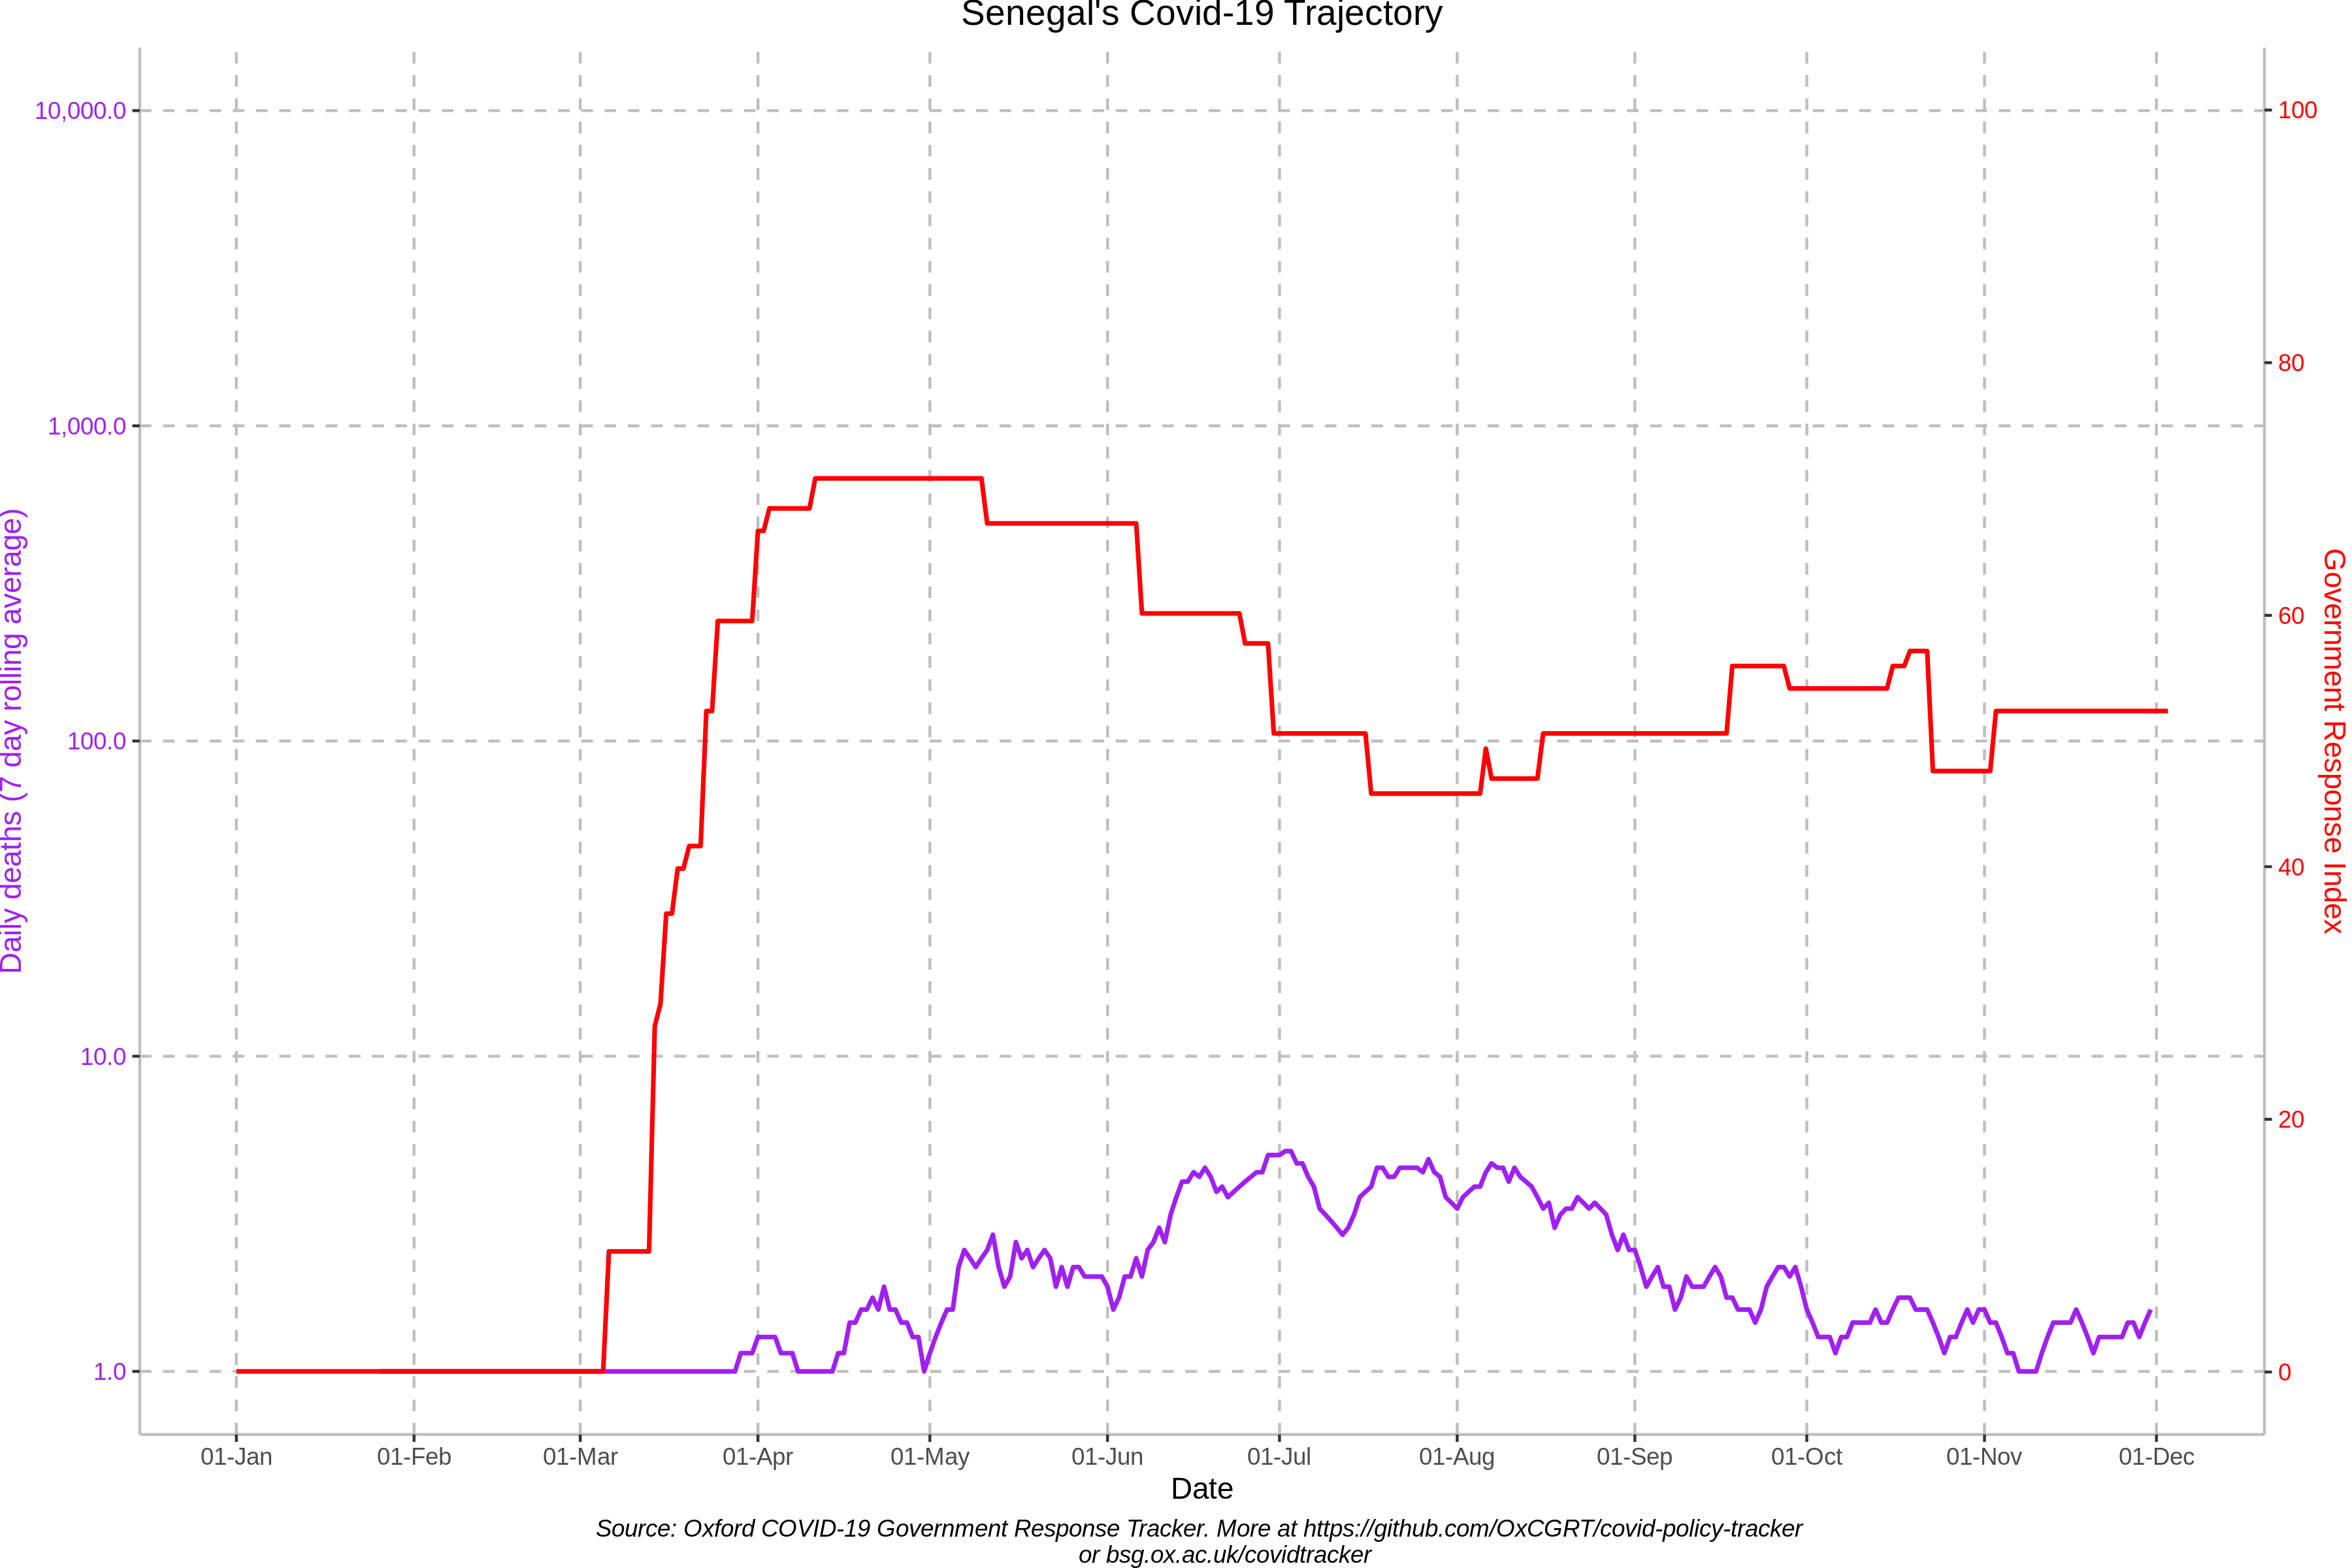 Senegal's Covid-19 Trajectory
10,000.0
1,000.0
100.0
10.0
1.0
Daily deaths (7 day rolling average)
100
80
60
40
20
0
Government Response Index
01-Jan 01-Feb 01-Mar 01-Apr 01-May 01-Jun 01-Jul 01-Aug 01-Sep 01-Oct 01-Nov 01-Dec
Date
Source: Oxford COVID-19 Government Response Tracker. More at https://github.com/OxCGRT/covid-policy-tracker
or bsg.ox.ac.uk/covidtracker